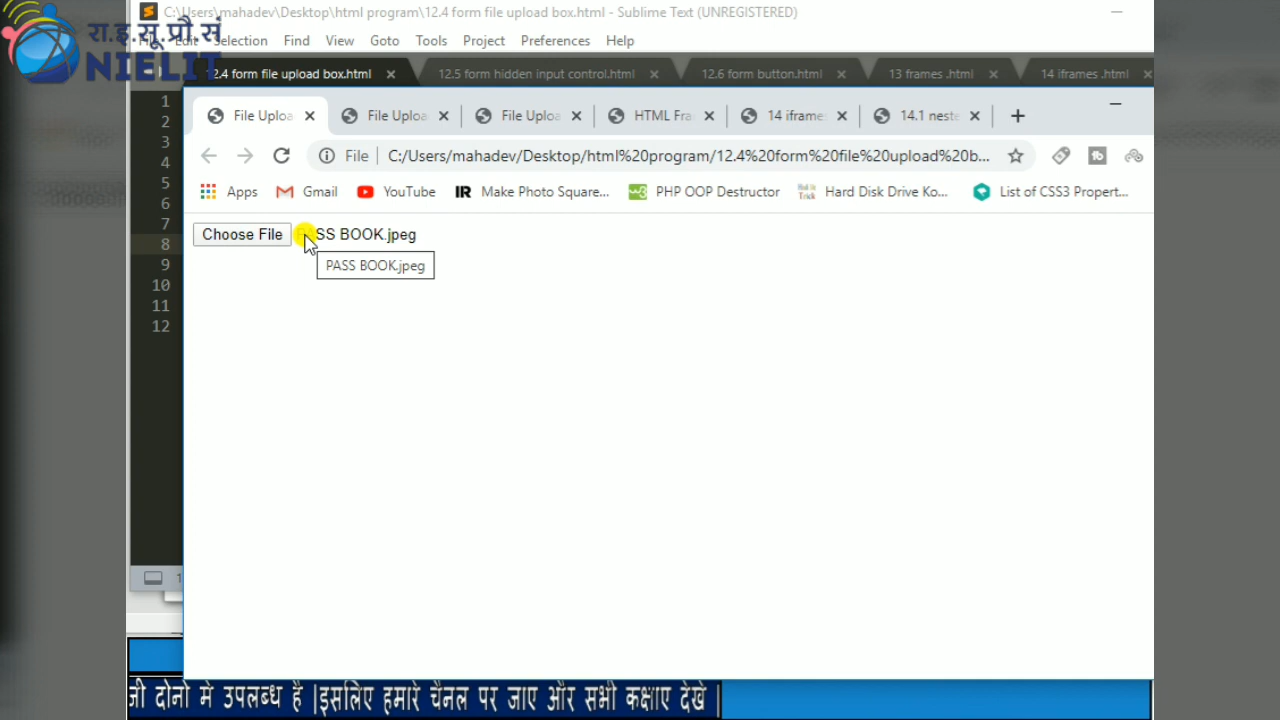 C:\Users\mahadev\Desktop\html program\12.4 form file upload box.html - Sublime Text (UNREGISTERED)
रा.इ.सू.प्रौ.सं
NIELIT
Edit Selection Find View Goto Tools Project Preferences Help
12.4 form file upload box.html 12.5 form hidden input control.html 12.6 form button.html 13 frames .html 14 iframes .html
File Uploa File Uploa File Uploa HTML Fra 14 iframe 14.1 neste
File C:/Users/mahadev/Desktop/html%20program/12.4%20form%20file%20upload%20b...
Apps Gmail YouTube IR Make Photo Square... PHP OOP Destructor Hard Disk Drive Ko... List of CSS3 Propert...
Choose File PASS BOOK.jpeg
PASS BOOK.jpeg
1
2
3
4
5
6
7
8
9
10
11
12
जी दोनो मे उपलब्ध है |इसलिए हमारे चैनल पर जाए और सभी कक्षाए देखे |